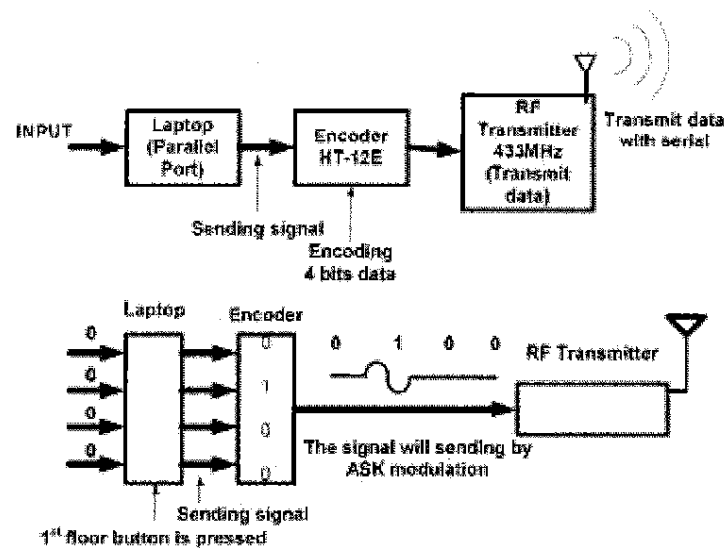 INPUT
Laptop
(Parallel
Port)
Encoder
HT-12E
RF
Transmitter
433MHz
(Transmit
data)
Transmit data
with serial
Sending signal
Encoding
4 bits data
Laptop
Encoder
0
0
0
0
0
1
0
0
0 1 0 0
RF Transmitter
The signal will sending by
ASK modulation
Sending signal
1st floor button is pressed